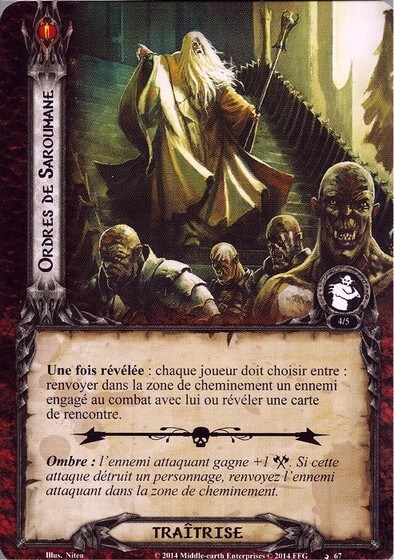 ORDRES DE SAROUMANE
4/5
Une fois révélée : chaque joueur doit choisir entre :
renvoyer dans la zone de cheminement un ennemi
engagé au combat avec lui ou révéler une carte
de rencontre.
Ombre : l'ennemi attaquant gagne +1 . Si cette
attaque détruit un personnage, renvoyez l'ennemi
attaquant dans la zone de cheminement.
TRAÎTRISE
Illus. Niten
© 2014 Middle-earth Enterprises © 2014 FFG
67